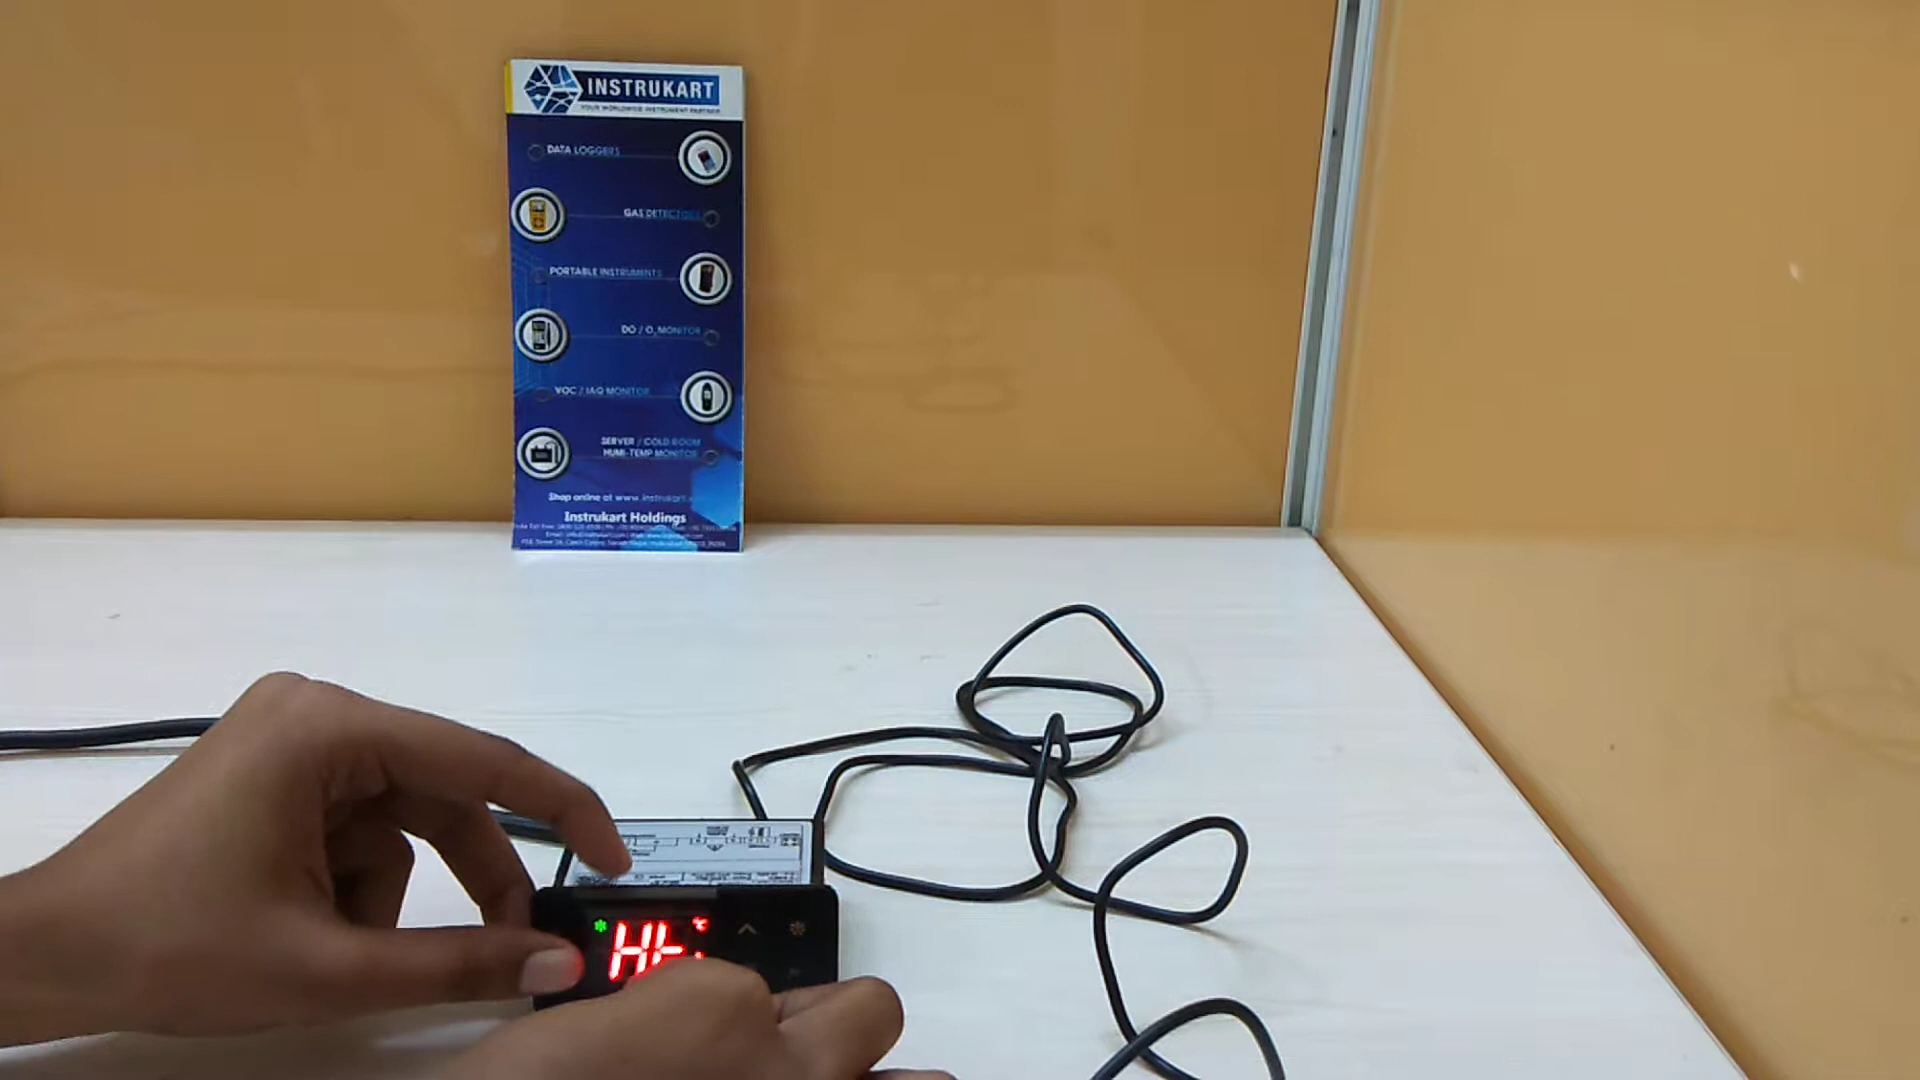 INSTRUKART
YOUR WORLDWIDE INSTRUMENT PARTNER
DATA LOGGERS
GAS DETECTORS
PORTABLE INSTRUMENTS
DO / O₂ MONITOR
VOC / IAQ MONITOR
SERVER / COLD ROOM
HUMI-TEMP MONITOR
Shop online at www.instrukart
Instrukart Holdings
Ht
°C